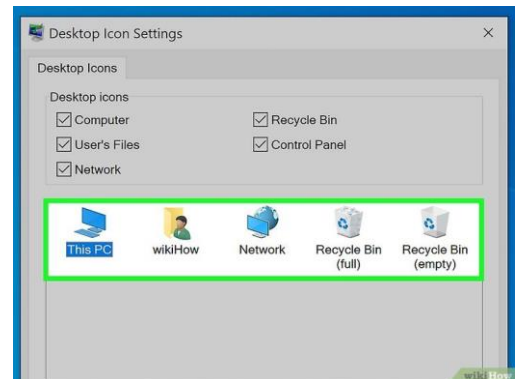 Desktop Icon Settings
Desktop Icons
Desktop icons
Computer
Recycle Bin
User's Files
Control Panel
Network
This PC
wikiHow
Network
Recycle Bin
(full)
Recycle Bin
(empty)
wikiHow